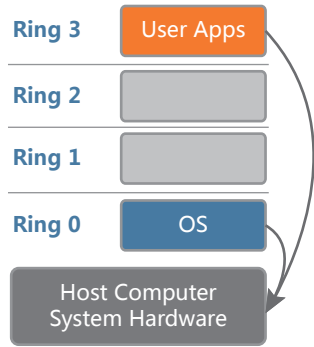 Ring 3
User Apps
Ring 2
Ring 1
Ring 0
OS
Host Computer
System Hardware